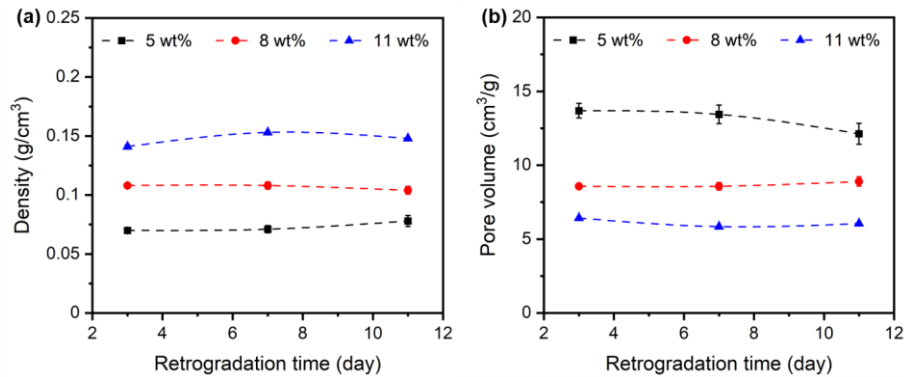 (a)
5 wt% 8 wt% 11 wt%
0.25
0.2
0.15
0.1
0.05
0
2 4 6 8 10 12
Density (g/cm³)
Retrogradation time (day)
(b)
5 wt% 8 wt% 11 wt%
20
15
10
5
0
2 4 6 8 10 12
Pore volume (cm³/g)
Retrogradation time (day)